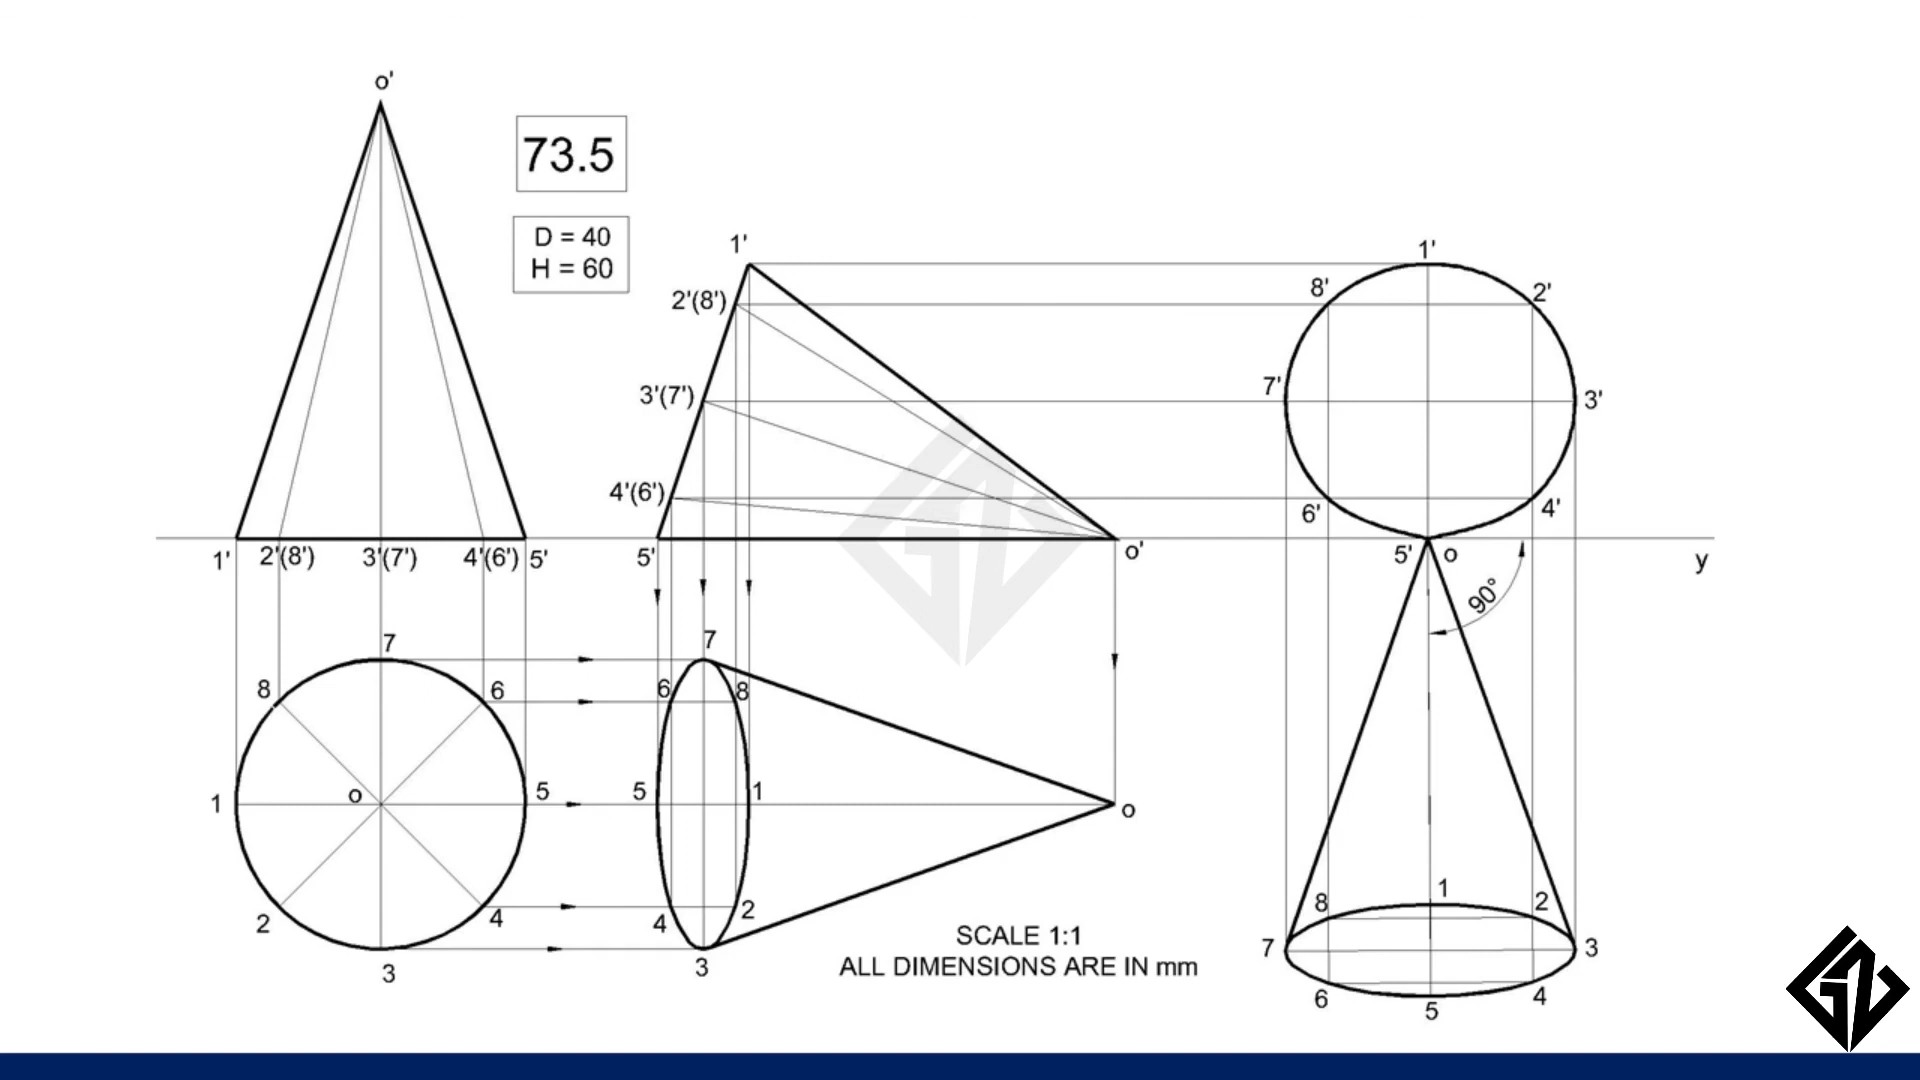 o'
73.5
D = 40
H = 60
1' 2'(8') 3'(7') 4'(6') 5'
7
8 6
1 o 5
2 4
3
1'
2'(8')
3'(7')
4'(6')
5' o'
7
6 8
5 1 o
4 2
3
1'
8' 2'
7' 3'
6' 4'
5' o y
90°
8 1 2
7 3
6 5 4
SCALE 1:1
ALL DIMENSIONS ARE IN mm